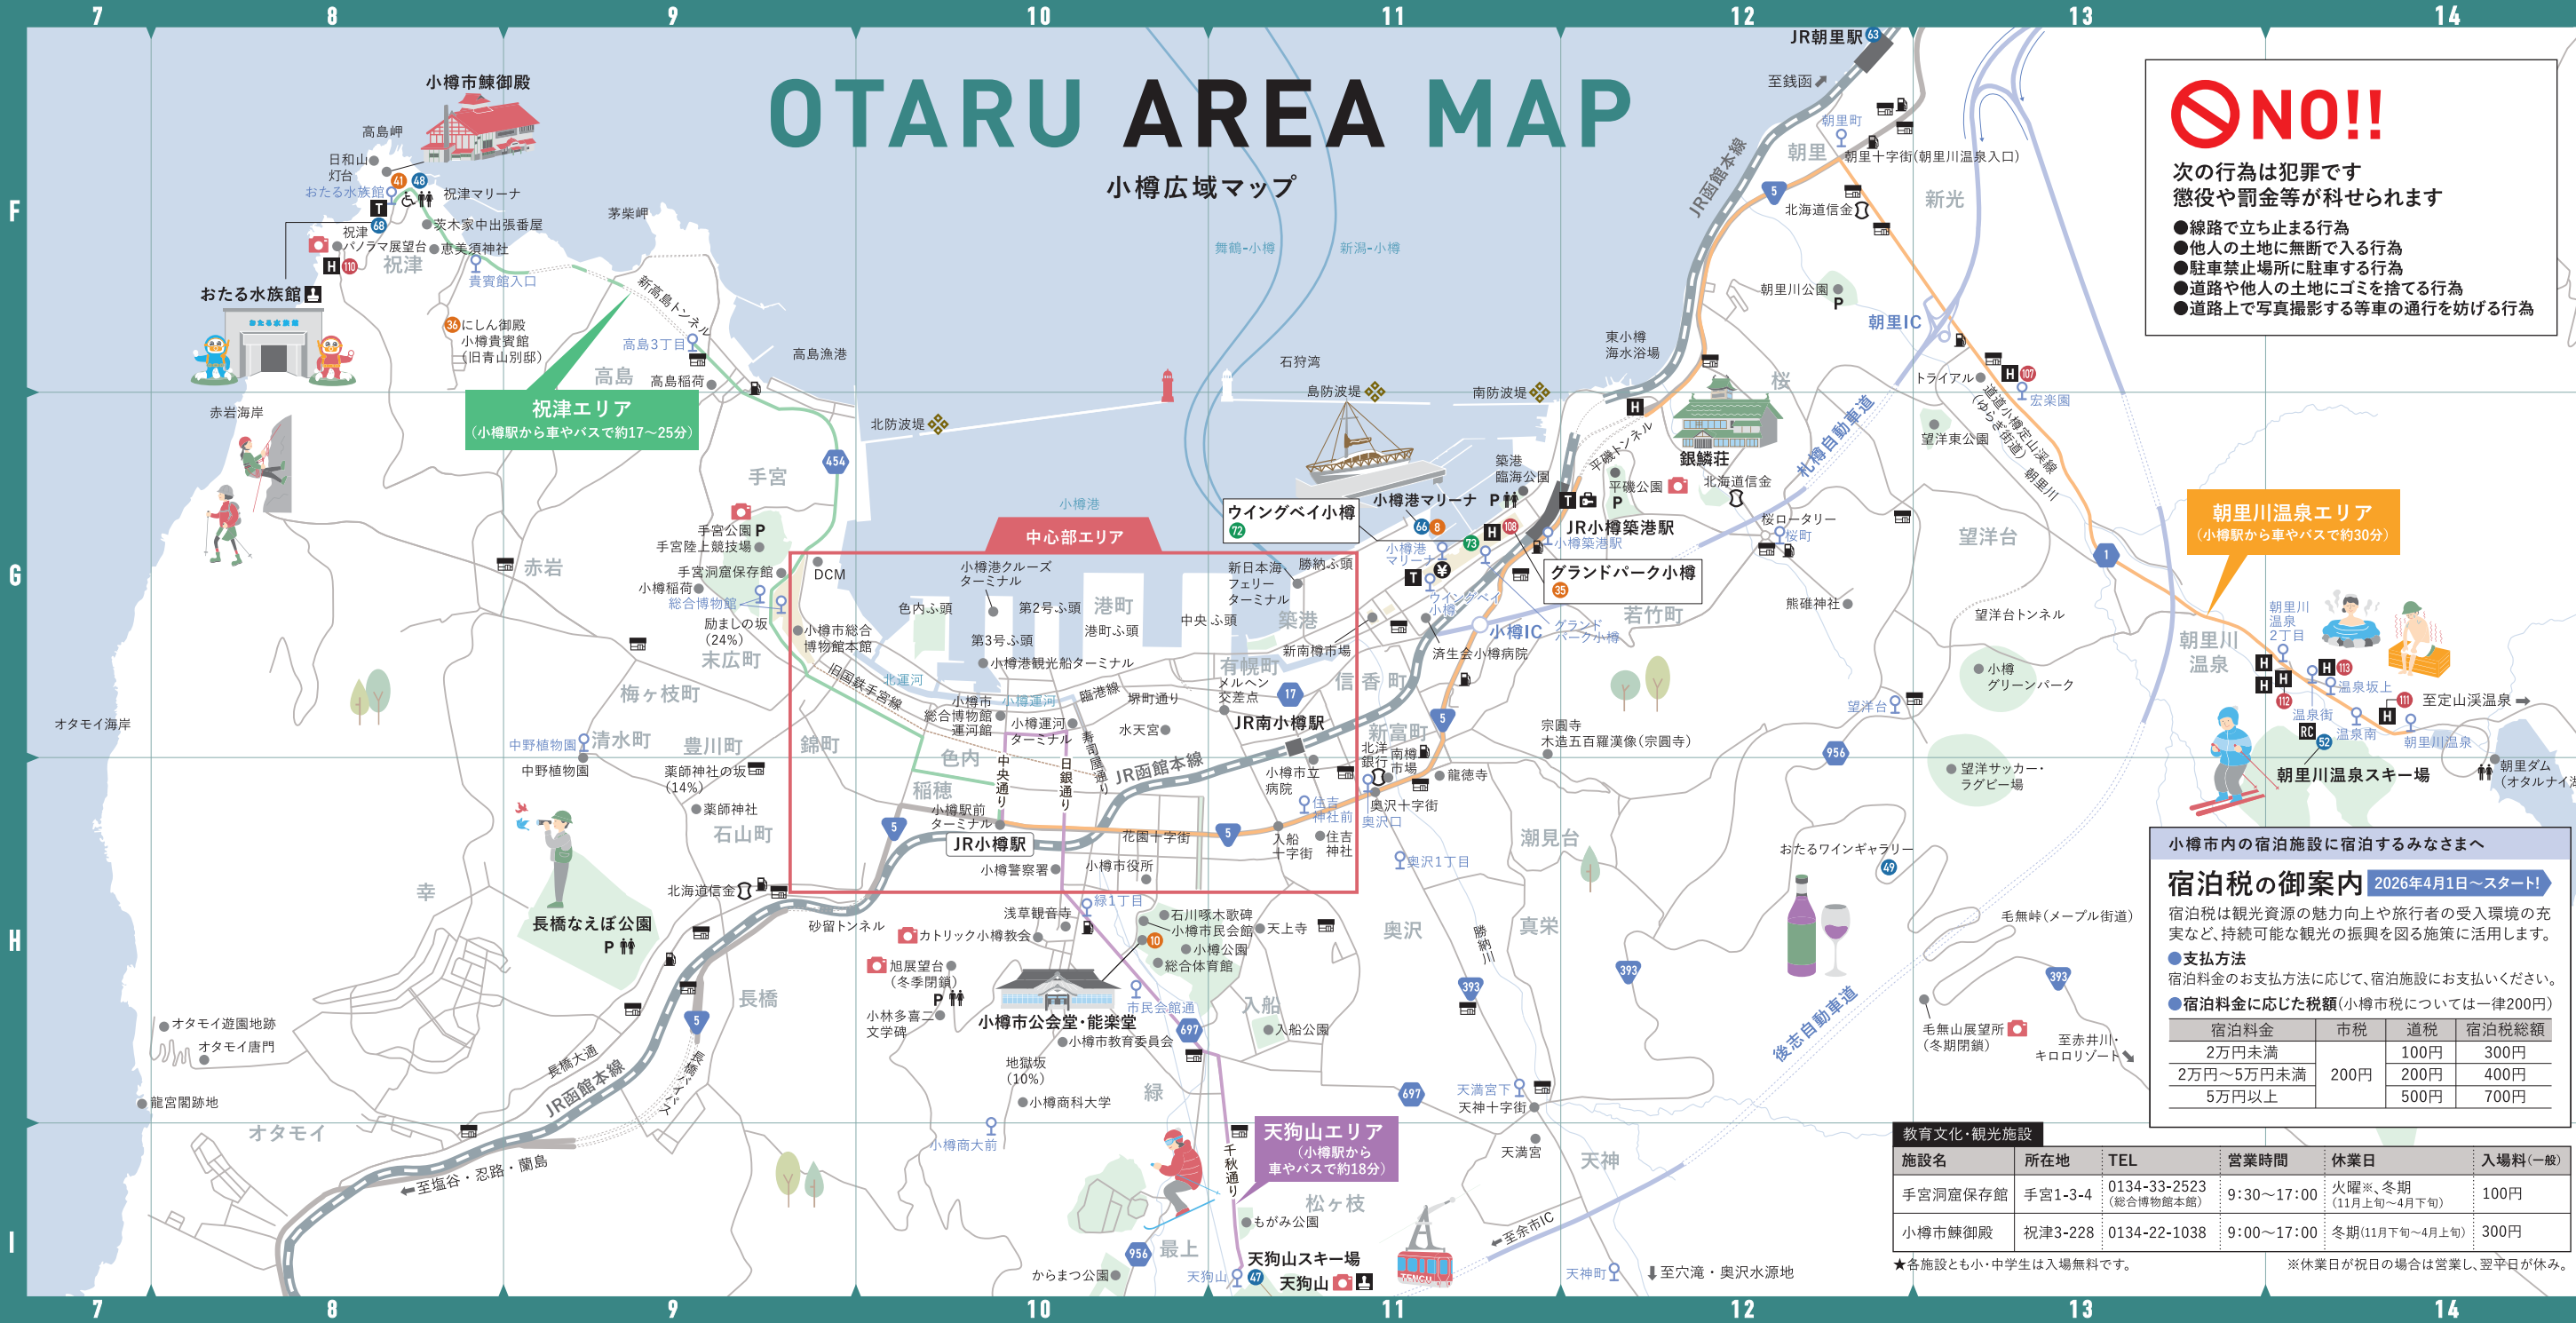 7 8 9 10 11 12 13 14
F
G
H
I
OTARU AREA MAP
小樽広域マップ
小樽市鰊御殿
高島岬
日和山
灯台
おたる水族館
41
48
祝津マリーナ
T
68
茨木家中出張番屋
祝津
パノラマ展望台
恵美須神社
H
110
祝津
貴賓館入口
茅柴岬
おたる水族館
おたる水族館
36
にしん御殿
小樽貴賓館
(旧青山別邸)
新高島トンネル
高島3丁目
高島漁港
高島
高島稲荷
祝津エリア
(小樽駅から車やバスで約17〜25分)
赤岩海岸
454
手宮
手宮公園 P
手宮陸上競技場
手宮洞窟保存館
小樽稲荷
総合博物館
励ましの坂
(24%)
末広町
赤岩
梅ヶ枝町
オタモイ海岸
中野植物園
清水町
中野植物園
豊川町
薬師神社の坂
(14%)
薬師神社
石山町
舞鶴-小樽
新潟-小樽
石狩湾
北防波堤
島防波堤
南防波堤
小樽港
中心部エリア
DCM
小樽港クルーズ
ターミナル
色内ふ頭
第2号ふ頭
港町
第3号ふ頭
港町ふ頭
中央ふ頭
小樽港観光船ターミナル
小樽市総合
博物館本館
旧国鉄手宮線
北運河
小樽市
総合博物館
運河館
小樽運河
小樽運河
ターミナル
臨港線
堺町通り
水天宮
寿司屋通り
錦町
色内
中央通り
日銀通り
JR函館本線
稲穂
小樽駅前
ターミナル
JR小樽駅
5
花園十字街
5
小樽警察署
小樽市役所
新日本海
フェリー
ターミナル
勝納ふ頭
築港
有幌町
メルヘン
交差点
17
JR南小樽駅
小樽市立
病院
住吉
神社前
入船
十字街
住吉
神社
信香町
新南樽市場
新富町
北洋
銀行
南樽
市場
龍徳寺
奥沢十字街
奥沢口
奥沢1丁目
ウイングベイ小樽
72
小樽港マリーナ P
66
8
小樽港
マリーナ
73
H
108
築港
臨海公園
T
JR小樽築港駅
小樽築港駅
T
¥
ウイングベイ
小樽
グランドパーク小樽
35
グランド
パーク小樽
小樽IC
済生会小樽病院
5
若竹町
H
平磯トンネル
平磯公園
P
東小樽
海水浴場
銀鱗荘
北海道信金
桜
桜ロータリー
桜町
熊碓神社
宗圓寺
木造五百羅漢像(宗圓寺)
JR朝里駅
63
至銭函
朝里町
朝里
朝里十字街(朝里川温泉入口)
5
北海道信金
JR函館本線
新光
朝里川公園
P
朝里IC
トライアル
H
107
宏楽園
道道小樽定山渓線
(ゆらぎ街道)
朝里川
望洋東公園
札樽自動車道
望洋台
1
望洋台トンネル
小樽
グリーンパーク
望洋台
956
望洋サッカー・
ラグビー場
朝里川温泉エリア
(小樽駅から車やバスで約30分)
朝里川
温泉
朝里川
温泉
2丁目
H
H
H
H
113
112
温泉坂上
温泉街
RC
52
温泉南
H
111
至定山渓温泉
朝里川温泉
朝里川温泉スキー場
朝里ダム
NO!!
次の行為は犯罪です
懲役や罰金等が科せられます
●線路で立ち止まる行為
●他人の土地に無断で入る行為
●駐車禁止場所に駐車する行為
●道路や他人の土地にゴミを捨てる行為
●道路上で写真撮影する等車の通行を妨げる行為
幸
長橋なえぼ公園
P
北海道信金
砂留トンネル
長橋
5
長橋大通
JR函館本線
長橋バイパス
オタモイ遊園地跡
オタモイ唐門
龍宮閣跡地
オタモイ
至塩谷・忍路・蘭島
浅草観音寺
緑1丁目
石川啄木歌碑
小樽市民会館
天上寺
カトリック小樽教会
10
小樽公園
総合体育館
旭展望台
(冬季閉鎖)
P
小林多喜二
文学碑
小樽市公会堂・能楽堂
市民会館通
697
入船
入船公園
小樽市教育委員会
地獄坂
(10%)
小樽商科大学
緑
小樽商大前
千秋通り
天狗山エリア
(小樽駅から
車やバスで約18分)
松ヶ枝
もがみ公園
956
最上
からまつ公園
天狗山
47
天狗山スキー場
天狗山
TENGU
奥沢
勝納川
393
真栄
潮見台
393
697
天満宮下
天神十字街
天満宮
天神
至余市IC
天神町
至穴滝・奥沢水源地
おたるワインギャラリー
49
毛無峠(メープル街道)
後志自動車道
393
毛無山展望所
(冬期閉鎖)
至赤井川・
キロロリゾート
小樽市内の宿泊施設に宿泊するみなさまへ
宿泊税の御案内 2026年4月1日〜スタート!
宿泊税は観光資源の魅力向上や旅行者の受入環境の充
実など、持続可能な観光の振興を図る施策に活用します。
●支払方法
宿泊料金のお支払方法に応じて、宿泊施設にお支払いください。
●宿泊料金に応じた税額(小樽市税については一律200円)
宿泊料金 市税 道税 宿泊税総額
2万円未満 100円 300円
2万円〜5万円未満 200円 200円 400円
5万円以上 500円 700円
教育文化・観光施設
施設名 所在地 TEL 営業時間 休業日 入場料(一般)
手宮洞窟保存館 手宮1-3-4 0134-33-2523 (総合博物館本館) 9:30〜17:00 火曜※、冬期 (11月上旬〜4月下旬) 100円
小樽市鰊御殿 祝津3-228 0134-22-1038 9:00〜17:00 冬期(11月下旬〜4月上旬) 300円
★各施設とも小・中学生は入場無料です。
※休業日が祝日の場合は営業し、翌平日が休み。
7 8 9 10 11 12 13 14